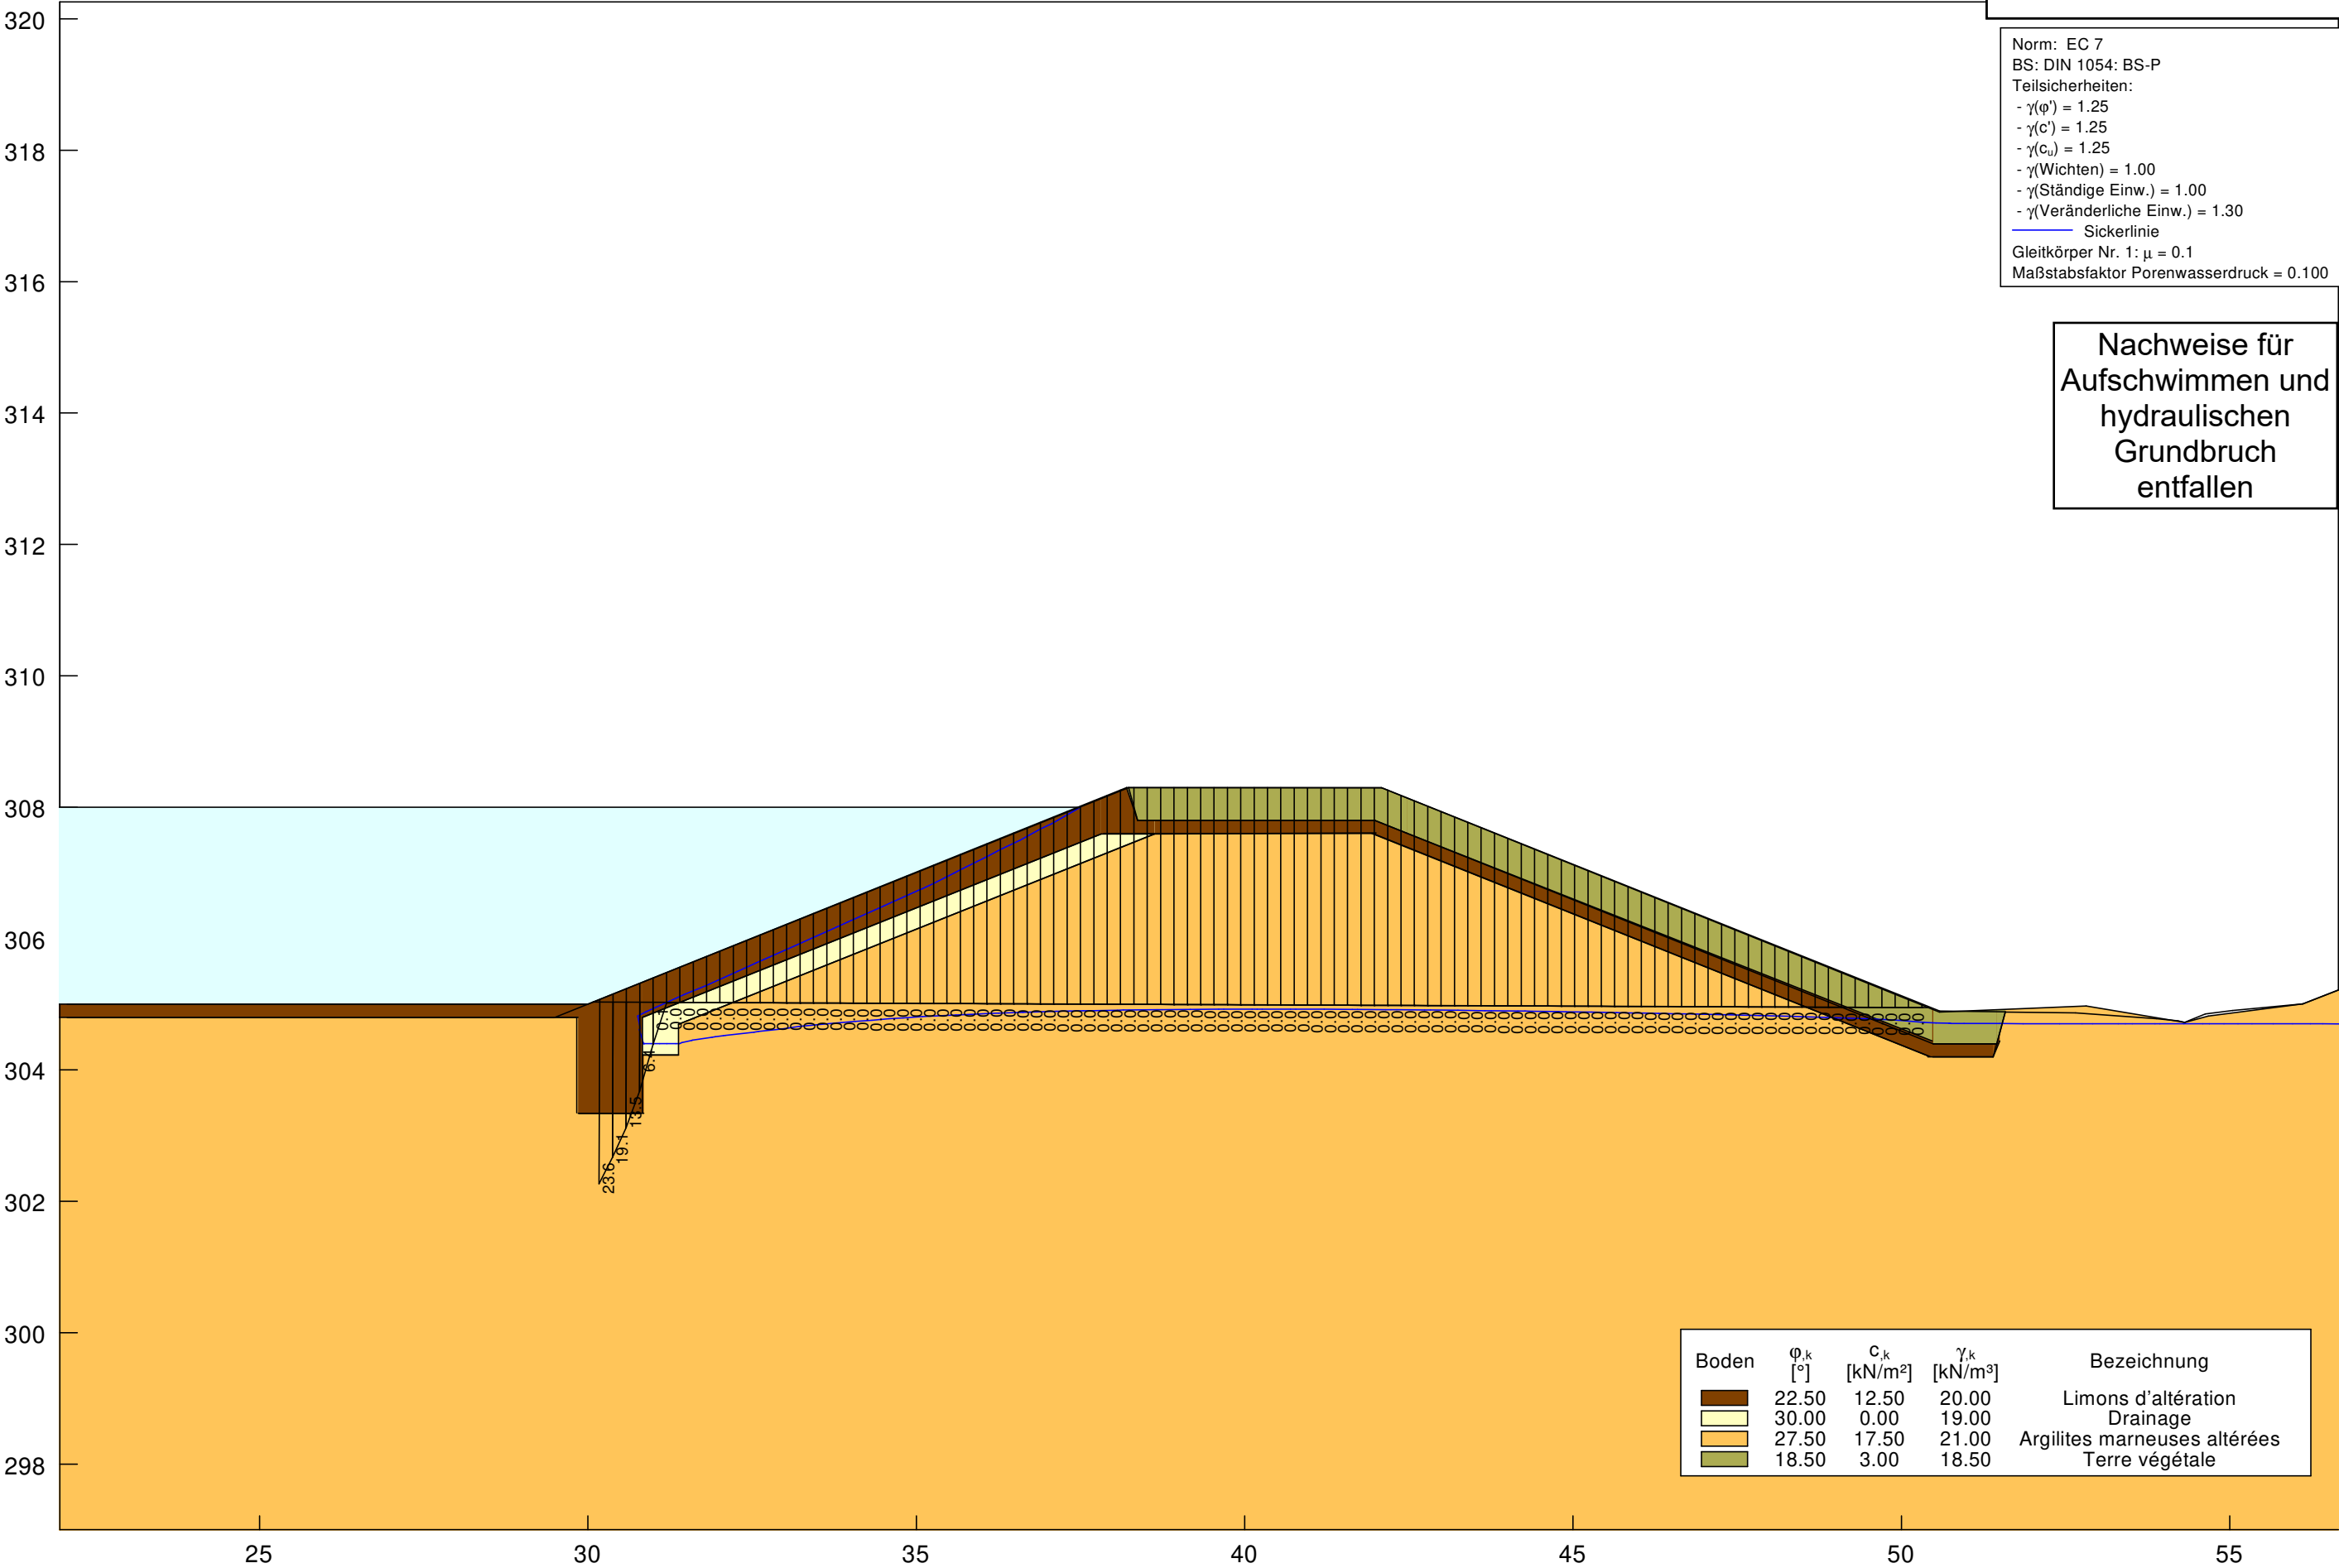 320
318
316
314
312
310
308
306
304
302
300
298
25 30 35 40 45 50 55
Norm: EC 7
BS: DIN 1054: BS-P
Teilsicherheiten:
- γ(φ') = 1.25
- γ(c') = 1.25
- γ(cᵤ) = 1.25
- γ(Wichten) = 1.00
- γ(Ständige Einw.) = 1.00
- γ(Veränderliche Einw.) = 1.30
Sickerlinie
Gleitkörper Nr. 1: μ = 0.1
Maßstabsfaktor Porenwasserdruck = 0.100
Nachweise für
Aufschwimmen und
hydraulischen
Grundbruch
entfallen
23.6
19.1
13.5
6.4
Boden φ,k c,k γ,k Bezeichnung
[°] [kN/m²] [kN/m³]
22.50 12.50 20.00 Limons d'altération
30.00 0.00 19.00 Drainage
27.50 17.50 21.00 Argilites marneuses altérées
18.50 3.00 18.50 Terre végétale